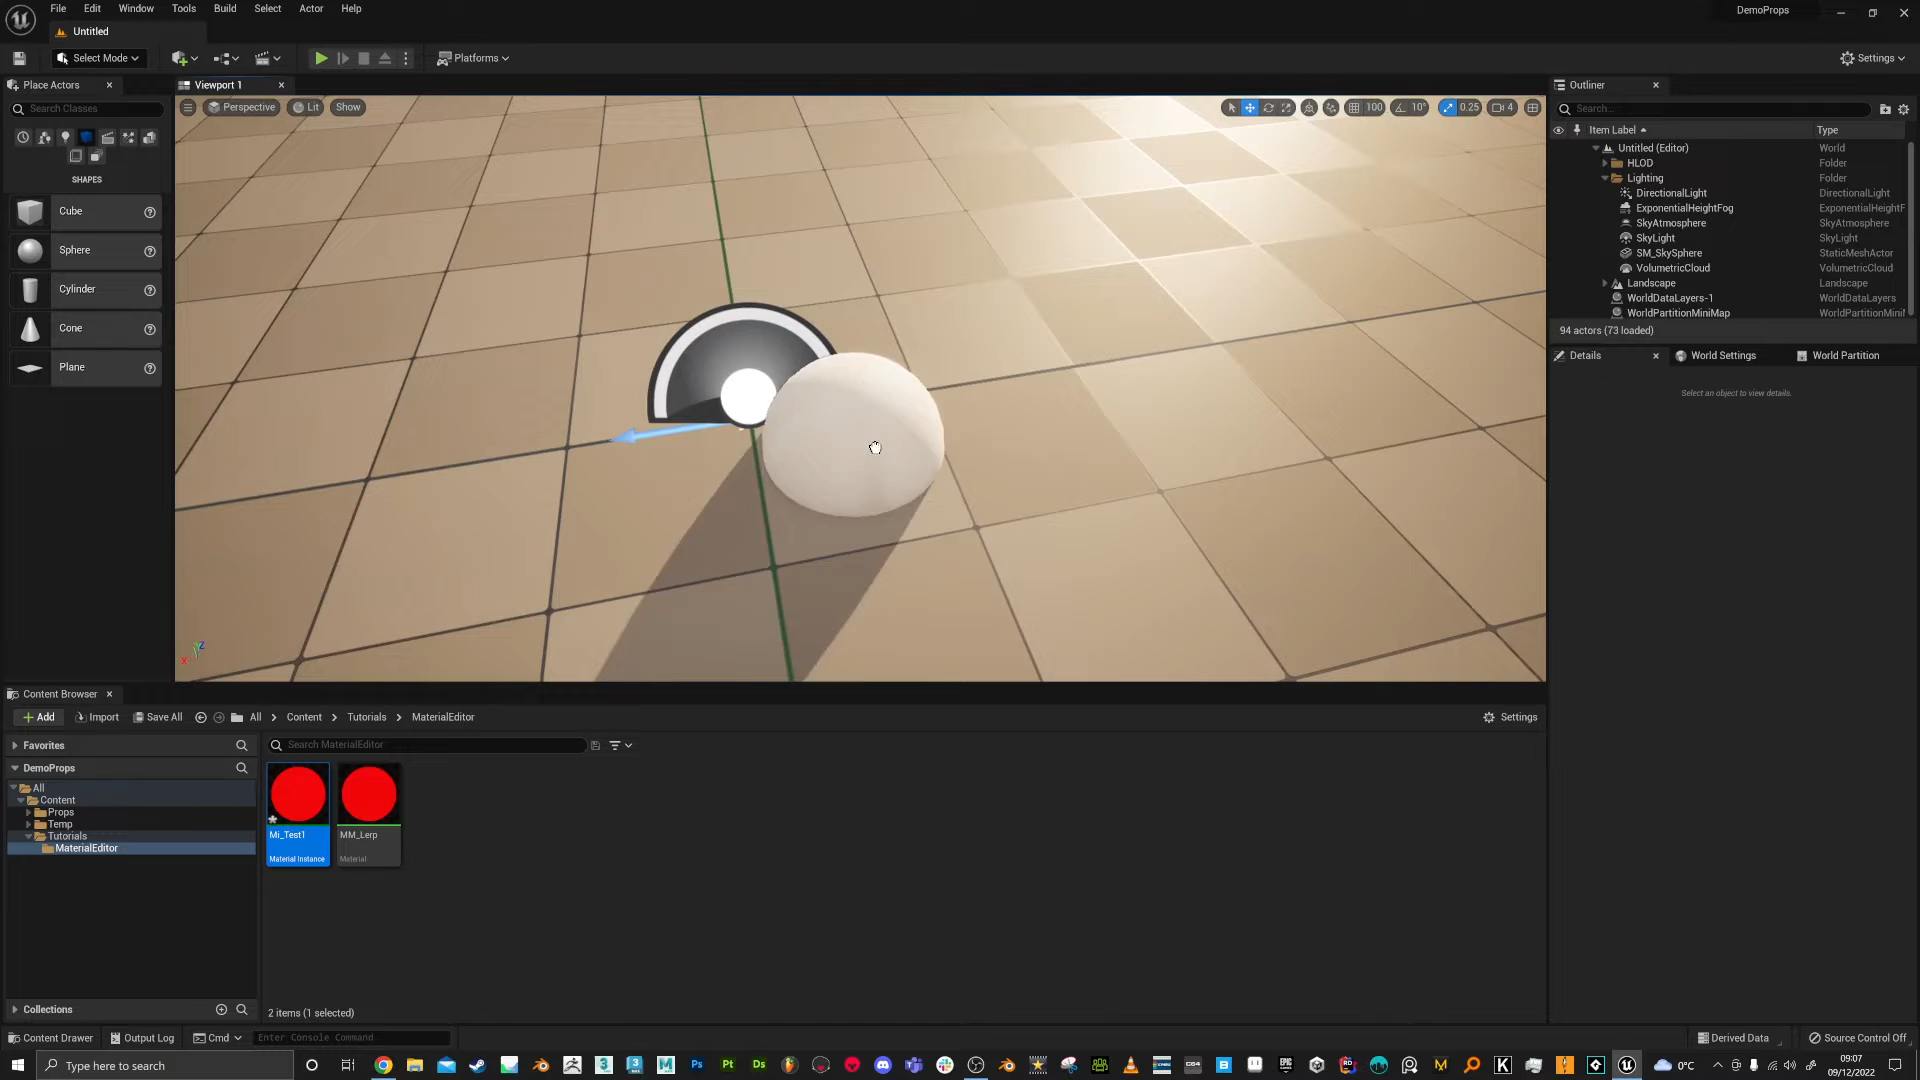 File Edit Window Tools Build Select Actor Help
DemoProps
Untitled
Select Mode
Platforms
Settings
Place Actors
Search Classes
SHAPES
Cube
Sphere
Cylinder
Cone
Plane
Viewport 1
Perspective Lit Show
100 10° 0.25 4
Outliner
Search...
Item Label Type
Untitled (Editor) World
HLOD Folder
Lighting Folder
DirectionalLight DirectionalLight
ExponentialHeightFog ExponentialHeightF
SkyAtmosphere SkyAtmosphere
SkyLight SkyLight
SM_SkySphere StaticMeshActor
VolumetricCloud VolumetricCloud
Landscape Landscape
WorldDataLayers-1 WorldDataLayers
WorldPartitionMiniMap WorldPartitionMini
94 actors (73 loaded)
Details World Settings World Partition
Select an object to view details.
X Z
Content Browser
Add Import Save All All Content Tutorials MaterialEditor
Settings
Favorites
Search MaterialEditor
DemoProps
All
Content
Props
Temp
Tutorials
MaterialEditor
Mi_Test1
Material Instance
MM_Lerp
Material
Collections
2 items (1 selected)
Content Drawer Output Log Cmd Enter Console Command
Derived Data Source Control Off
Type here to search
Ps Pt Ds
0°C
09:07
09/12/2022